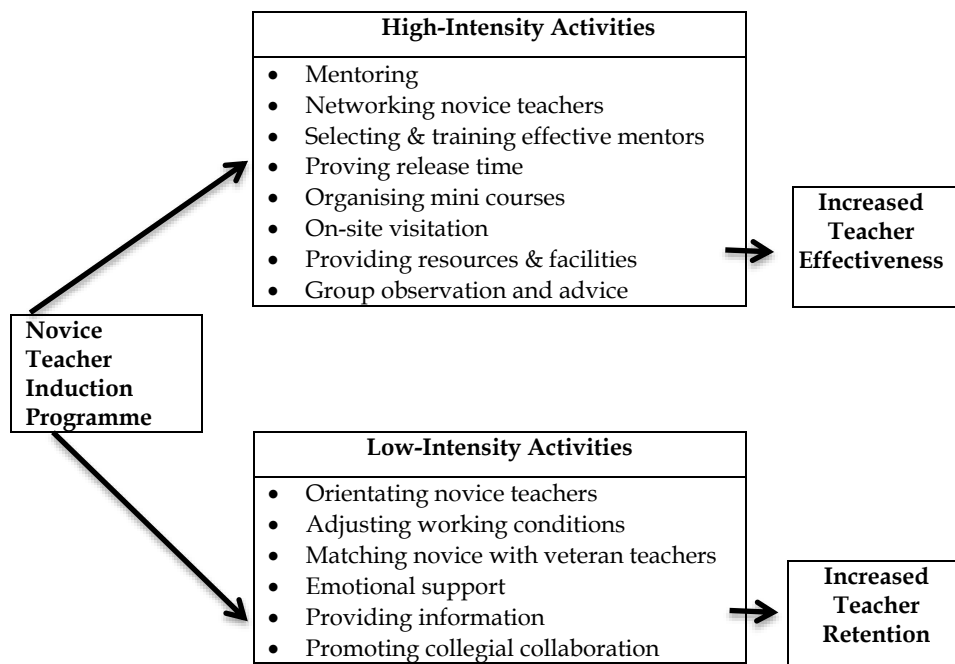 High-Intensity Activities
• Mentoring
• Networking novice teachers
• Selecting & training effective mentors
• Proving release time
• Organising mini courses
• On-site visitation
• Providing resources & facilities
• Group observation and advice
Increased
Teacher
Effectiveness
Novice
Teacher
Induction
Programme
Low-Intensity Activities
• Orientating novice teachers
• Adjusting working conditions
• Matching novice with veteran teachers
• Emotional support
• Providing information
• Promoting collegial collaboration
Increased
Teacher
Retention